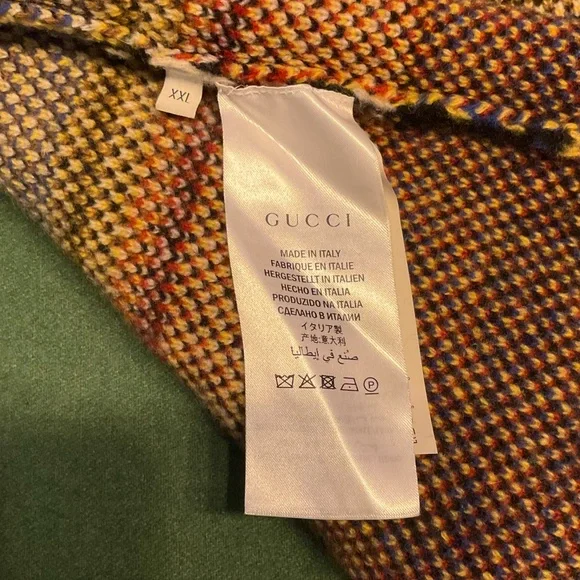 XXL
GUCCI
MADE IN ITALY
FABRIQUE EN ITALIE
HERGESTELLT IN ITALIEN
HECHO EN ITALIA
PRODUZIDO NA ITALIA
СДЕЛАНО В ИТАЛИИ
イタリア製
产地:意大利
صنع في إيطاليا
P